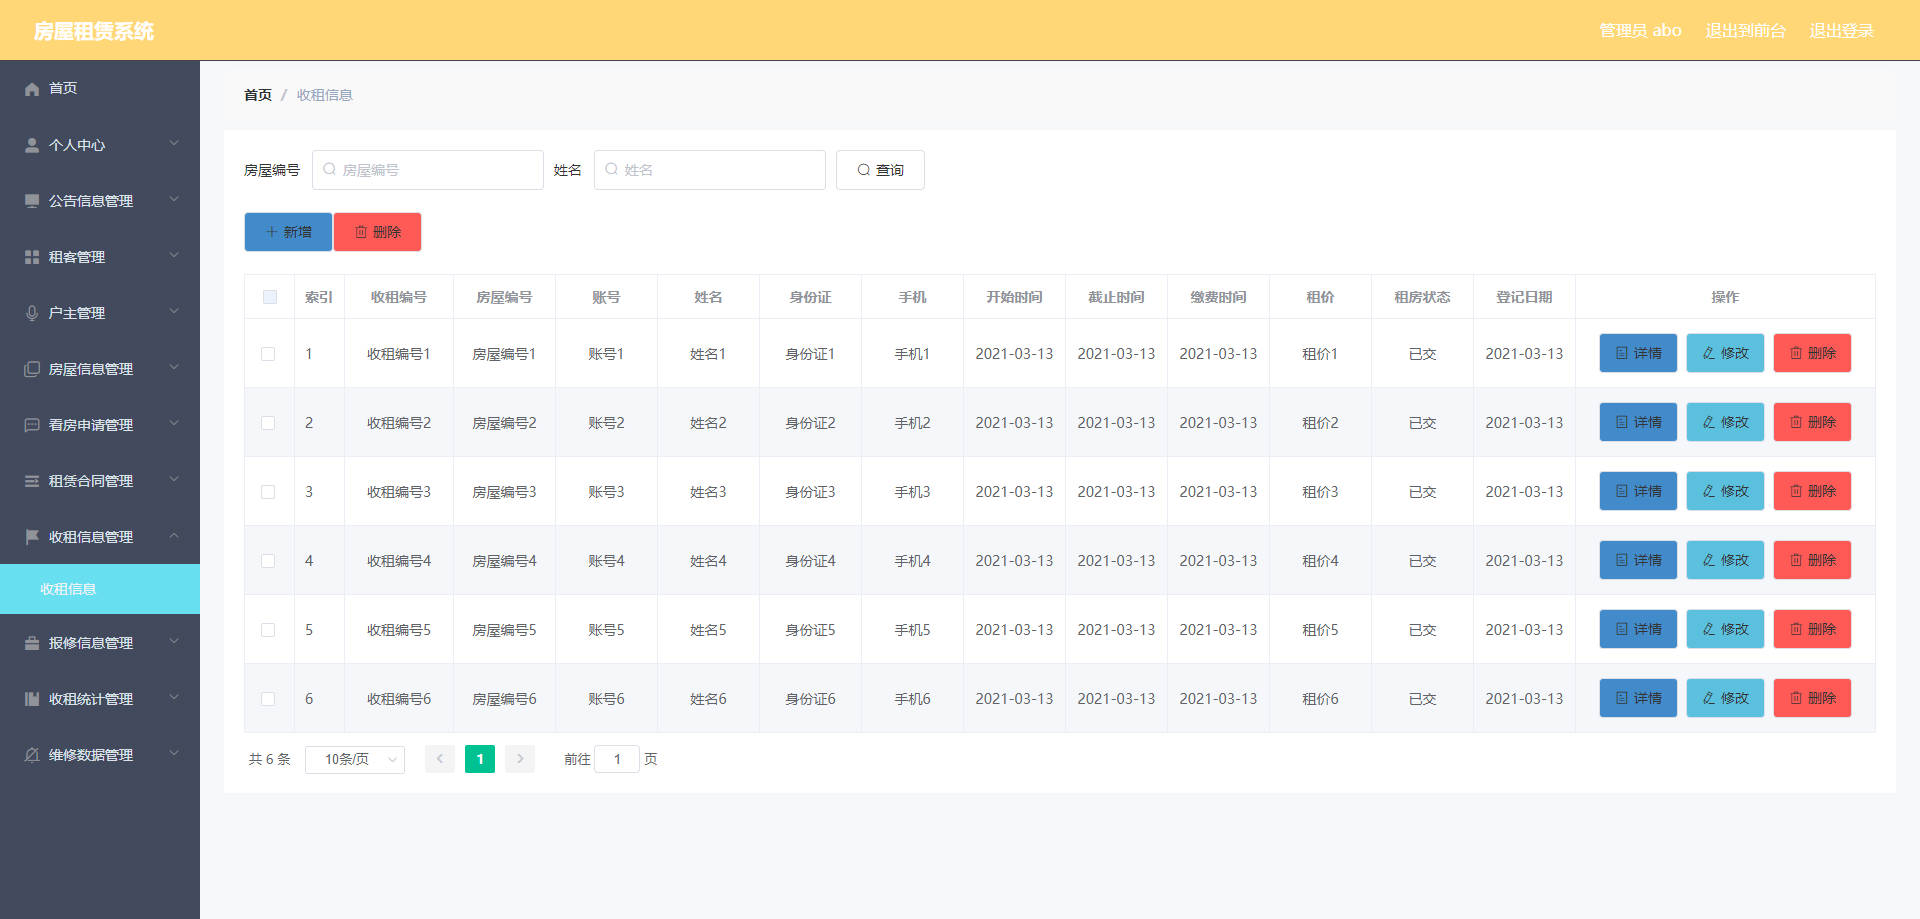 房屋租赁系统
管理员 abo 退出到前台 退出登录
首页
个人中心
公告信息管理
租客管理
户主管理
房屋信息管理
看房申请管理
租赁合同管理
收租信息管理
收租信息
报修信息管理
收租统计管理
维修数据管理
首页 / 收租信息
房屋编号 房屋编号 姓名 姓名 查询
新增 删除
索引 收租编号 房屋编号 账号 姓名 身份证 手机 开始时间 截止时间 缴费时间 租价 租房状态 登记日期 操作
1 收租编号1 房屋编号1 账号1 姓名1 身份证1 手机1 2021-03-13 2021-03-13 2021-03-13 租价1 已交 2021-03-13 详情 修改 删除
2 收租编号2 房屋编号2 账号2 姓名2 身份证2 手机2 2021-03-13 2021-03-13 2021-03-13 租价2 已交 2021-03-13 详情 修改 删除
3 收租编号3 房屋编号3 账号3 姓名3 身份证3 手机3 2021-03-13 2021-03-13 2021-03-13 租价3 已交 2021-03-13 详情 修改 删除
4 收租编号4 房屋编号4 账号4 姓名4 身份证4 手机4 2021-03-13 2021-03-13 2021-03-13 租价4 已交 2021-03-13 详情 修改 删除
5 收租编号5 房屋编号5 账号5 姓名5 身份证5 手机5 2021-03-13 2021-03-13 2021-03-13 租价5 已交 2021-03-13 详情 修改 删除
6 收租编号6 房屋编号6 账号6 姓名6 身份证6 手机6 2021-03-13 2021-03-13 2021-03-13 租价6 已交 2021-03-13 详情 修改 删除
共 6 条 10条/页 1 前往 1 页